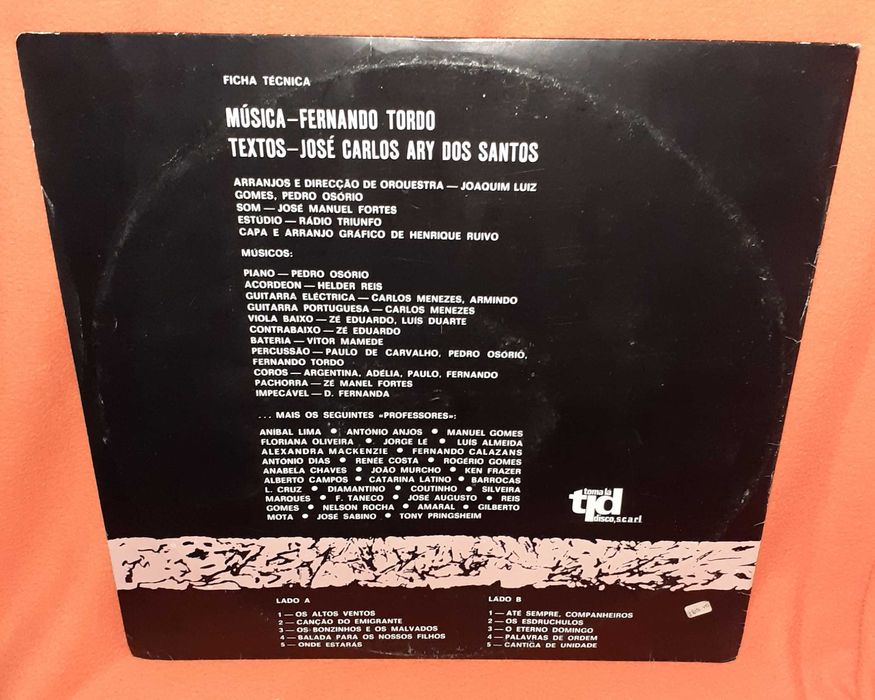 FICHA TÉCNICA
MÚSICA—FERNANDO TORDO
TEXTOS—JOSÉ CARLOS ARY DOS SANTOS
ARRANJOS E DIRECÇÃO DE ORQUESTRA — JOAQUIM LUIZ
GOMES, PEDRO OSÓRIO
SOM — JOSÉ MANUEL FORTES
ESTÚDIO — RÁDIO TRIUNFO
CAPA E ARRANJO GRÁFICO DE HENRIQUE RUIVO
MÚSICOS:
PIANO — PEDRO OSÓRIO
ACORDEON — HELDER REIS
GUITARRA ELÉCTRICA — CARLOS MENEZES, ARMINDO
GUITARRA PORTUGUESA — CARLOS MENEZES
VIOLA BAIXO — ZÉ EDUARDO, LUÍS DUARTE
CONTRABAIXO — ZÉ EDUARDO
BATERIA — VITOR MAMEDE
PERCUSSÃO — PAULO DE CARVALHO, PEDRO OSÓRIO,
FERNANDO TORDO
COROS — ARGENTINA, ADÉLIA, PAULO, FERNANDO
PACHORRA — ZÉ MANEL FORTES
IMPECÁVEL — D. FERNANDA
... MAIS OS SEGUINTES «PROFESSORES»:
ANÍBAL LIMA ● ANTÓNIO ANJOS ● MANUEL GOMES
FLORIANA OLIVEIRA ● JORGE LÉ ● LUÍS ALMEIDA
ALEXANDRA MACKENZIE ● FERNANDO CALAZANS
ANTÓNIO DIAS ● RENÉE COSTA ● ROGÉRIO GOMES
ANABELA CHAVES ● JOÃO MURCHO ● KEN FRAZER
ALBERTO CAMPOS ● CATARINA LATINO ● BARROCAS
L. CRUZ ● DIAMANTINO ● COUTINHO ● SILVEIRA
MARQUES ● F. TANECO ● JOSÉ AUGUSTO ● REIS
GOMES ● NELSON ROCHA ● AMARAL ● GILBERTO
MOTA ● JOSÉ SABINO ● TONY PRINGSHEIM
toma lá
tld
disco, s.c.a.r.l
LADO A
1 — OS ALTOS VENTOS
2 — CANÇÃO DO EMIGRANTE
3 — OS BONZINHOS E OS MALVADOS
4 — BALADA PARA OS NOSSOS FILHOS
5 — ONDE ESTARÁS
LADO B
1 — ATÉ SEMPRE, COMPANHEIROS
2 — OS ESDRUCHULOS
3 — O ETERNO DOMINGO
4 — PALAVRAS DE ORDEM
5 — CANTIGA DE UNIDADE